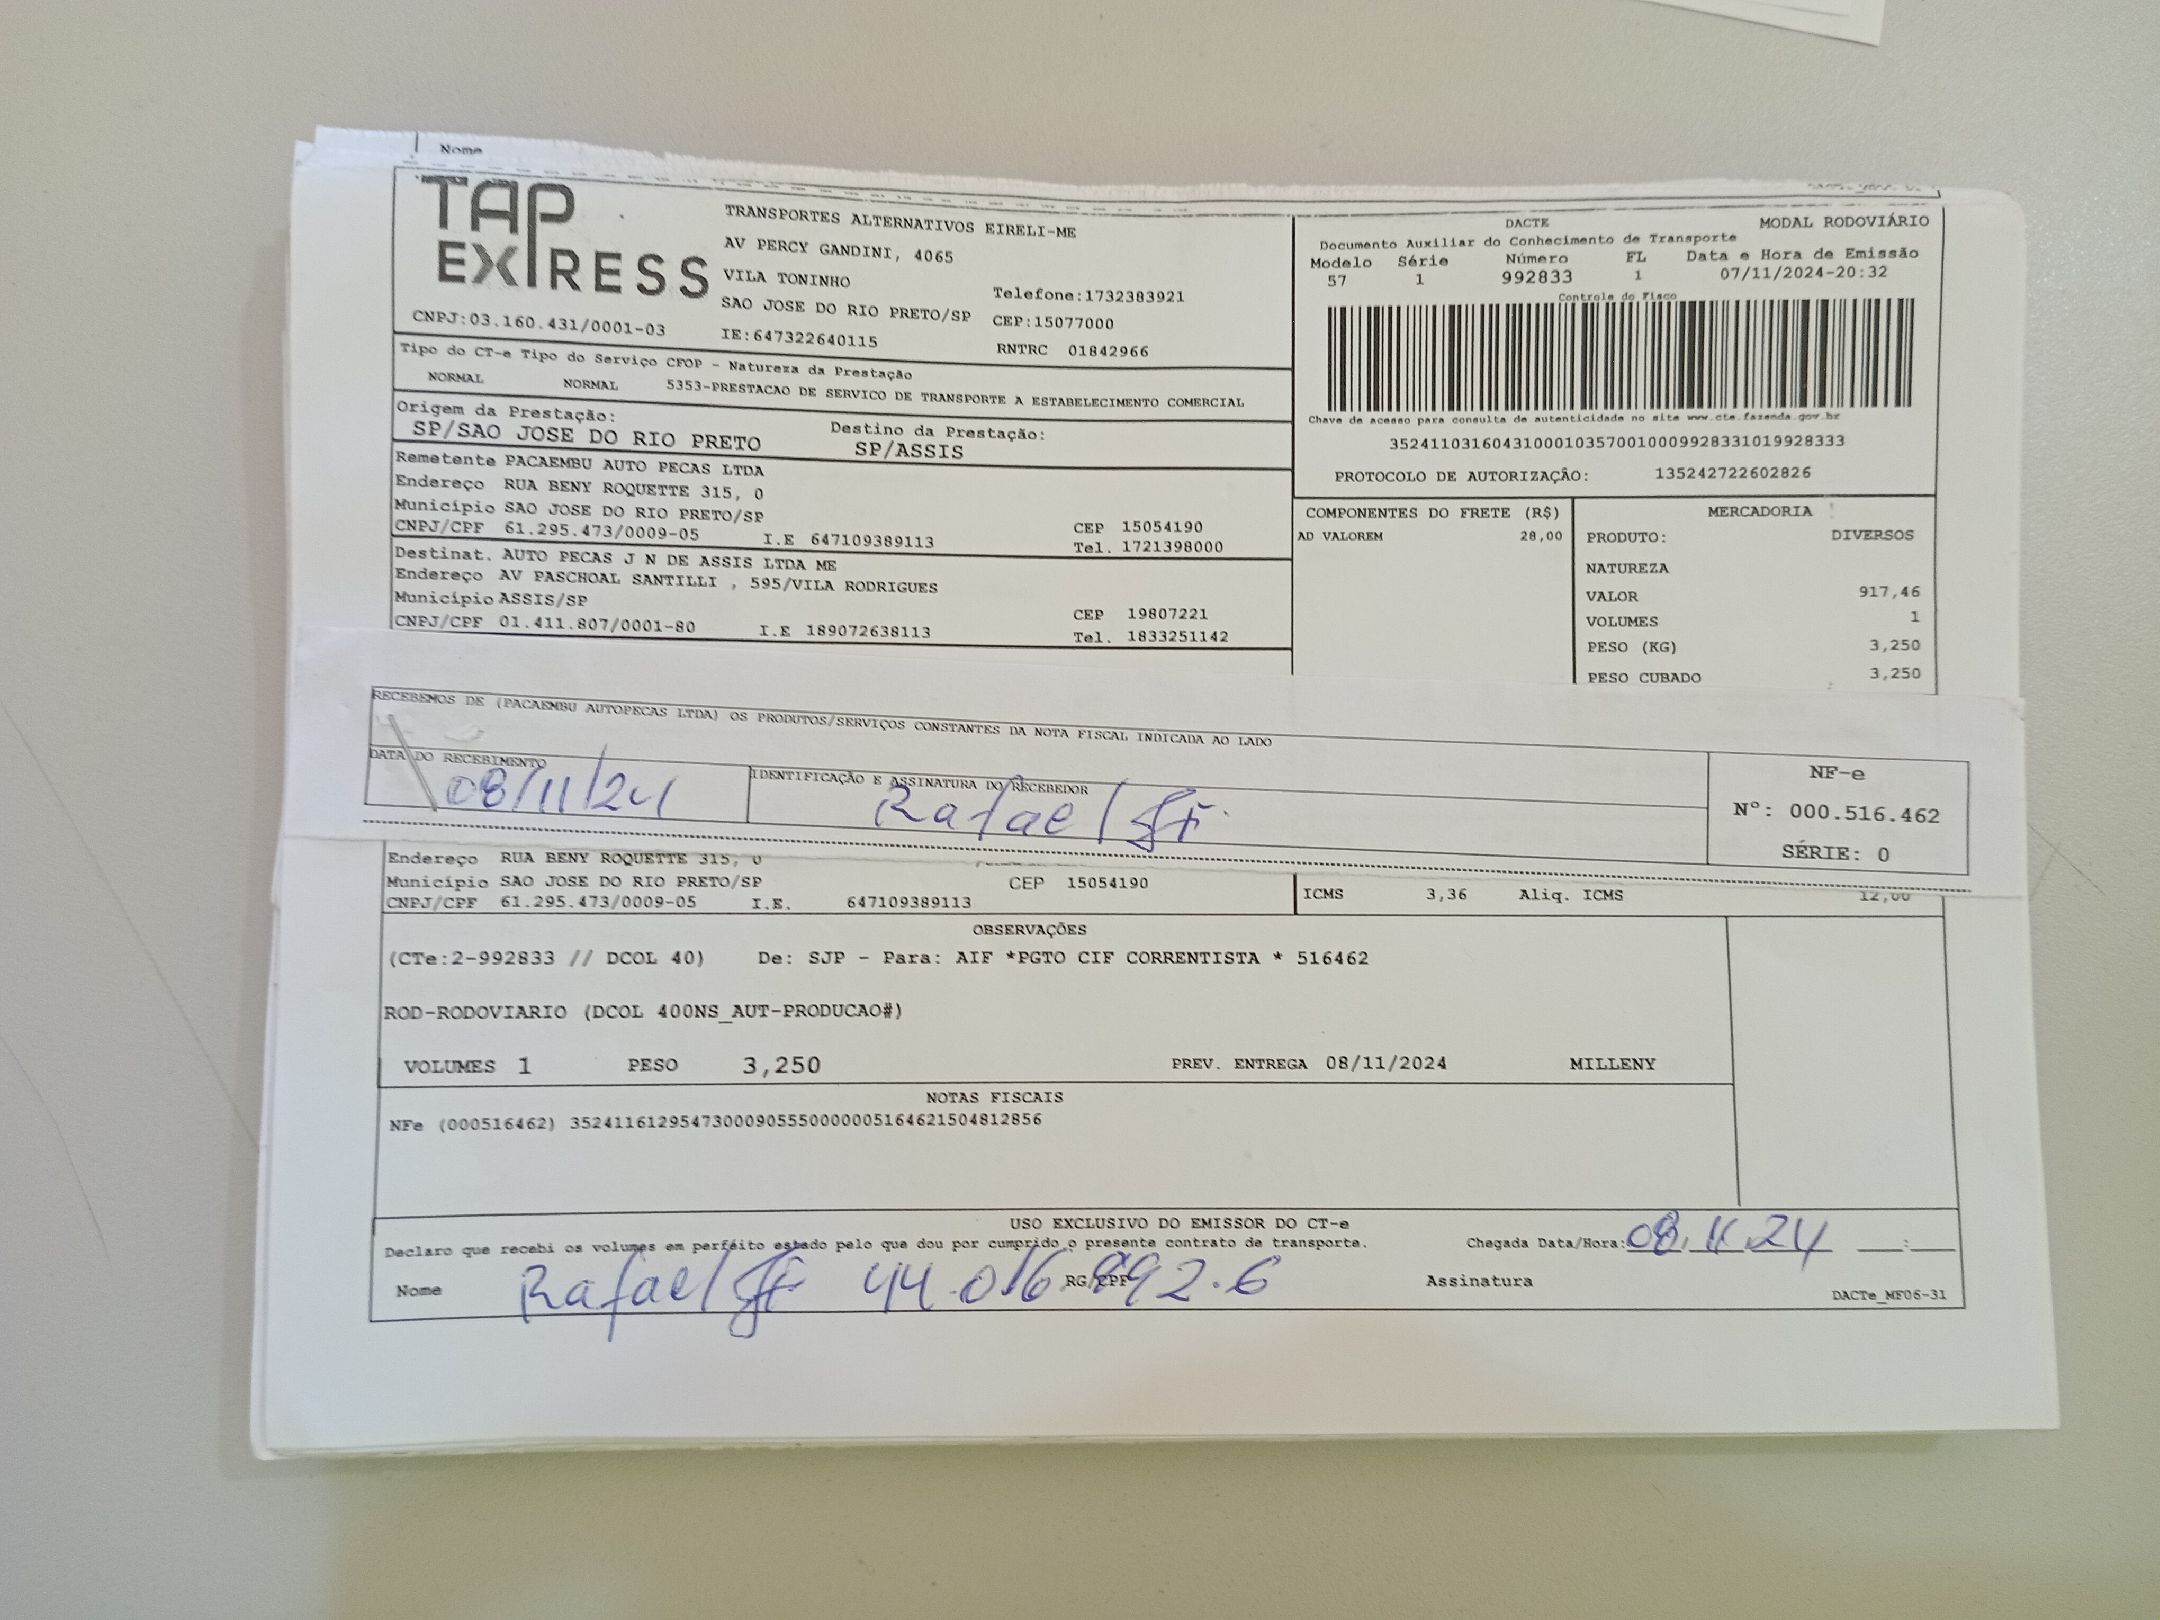 Nome
TAP EXPRESS
TRANSPORTES ALTERNATIVOS EIRELI-ME
AV PERCY GANDINI, 4065
VILA TONINHO
SAO JOSE DO RIO PRETO/SP
Telefone:1732383921
CEP:15077000
CNPJ:03.160.431/0001-03
IE:647322640115
RNTRC 01842966
DACTE MODAL RODOVIÁRIO
Documento Auxiliar do Conhecimento de Transporte
Modelo Série Número FL Data e Hora de Emissão
57 1 992833 1 07/11/2024-20:32
Controle do Fisco
Chave de acesso para consulta de autenticidade no site www.cte.fazenda.gov.br
35241103160431000103570010009928331019928333
PROTOCOLO DE AUTORIZAÇÃO: 135242722602826
Tipo do CT-e Tipo do Serviço CFOP - Natureza da Prestação
NORMAL NORMAL 5353-PRESTACAO DE SERVICO DE TRANSPORTE A ESTABELECIMENTO COMERCIAL
Origem da Prestação: Destino da Prestação:
SP/SAO JOSE DO RIO PRETO SP/ASSIS
Remetente PACAEMBU AUTO PECAS LTDA
Endereço RUA BENY ROQUETTE 315, 0
Município SAO JOSE DO RIO PRETO/SP CEP 15054190
CNPJ/CPF 61.295.473/0009-05 I.E 647109389113 Tel. 1721398000
Destinat. AUTO PECAS J N DE ASSIS LTDA ME
Endereço AV PASCHOAL SANTILLI , 595/VILA RODRIGUES
Município ASSIS/SP CEP 19807221
CNPJ/CPF 01.411.807/0001-80 I.E 189072638113 Tel. 1833251142
COMPONENTES DO FRETE (R$)
AD VALOREM 28,00
MERCADORIA
PRODUTO: DIVERSOS
NATUREZA
VALOR 917,46
VOLUMES 1
PESO (KG) 3,250
PESO CUBADO 3,250
RECEBEMOS DE (PACAEMBU AUTOPECAS LTDA) OS PRODUTOS/SERVIÇOS CONSTANTES DA NOTA FISCAL INDICADA AO LADO
DATA DO RECEBIMENTO IDENTIFICAÇÃO E ASSINATURA DO RECEBEDOR
08/11/24 Rafael
NF-e
Nº: 000.516.462
SÉRIE: 0
Endereço RUA BENY ROQUETTE 315, 0
Município SAO JOSE DO RIO PRETO/SP CEP 15054190
CNPJ/CPF 61.295.473/0009-05 I.E. 647109389113
ICMS 3,36 Aliq. ICMS 12,00
OBSERVAÇÕES
(CTe:2-992833 // DCOL 40) De: SJP - Para: AIF *PGTO CIF CORRENTISTA * 516462
ROD-RODOVIARIO (DCOL 400NS_AUT-PRODUCAO#)
VOLUMES 1 PESO 3,250 PREV. ENTREGA 08/11/2024 MILLENY
NOTAS FISCAIS
NFe (000516462) 35241161295473000905550000005164621504812856
USO EXCLUSIVO DO EMISSOR DO CT-e
Declaro que recebi os volumes em perfeito estado pelo que dou por cumprido o presente contrato de transporte. Chegada Data/Hora: 08.11.24 :
Nome Rafael 44.016.892.6 RG/CPF Assinatura
DACTe_MF06-31